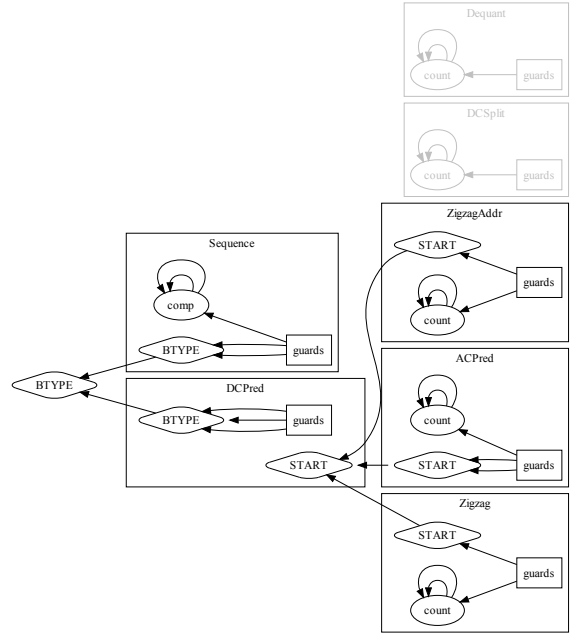 Dequant
count
guards
DCSplit
count
guards
ZigzagAddr
START
guards
count
Sequence
comp
guards
BTYPE
BTYPE
DCPred
BTYPE
guards
START
ACPred
count
START
guards
Zigzag
START
guards
count